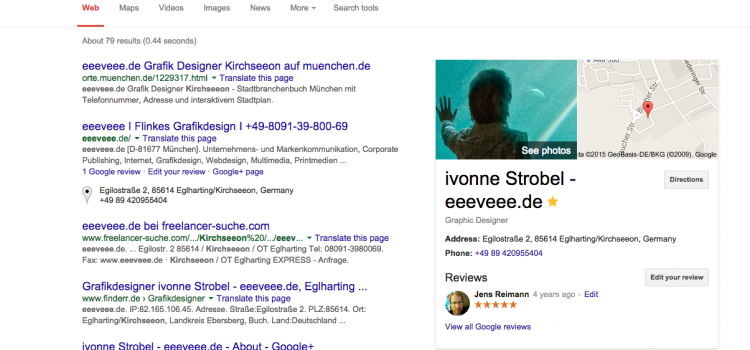 Web Maps Videos Images News More Search tools
About 79 results (0.44 seconds)
eeeveee.de Grafik Designer Kirchseeon auf muenchen.de
orte.muenchen.de/1229317.html Translate this page
eeeveee.de Grafik Designer Kirchseeon - Stadtbranchenbuch München mit
Telefonnummer, Adresse und interaktivem Stadtplan.
eeeveee I Flinkes Grafikdesign I +49-8091-39-800-69
eeeveee.de/ Translate this page
eeeveee.de [D-81677 München]. Unternehmens- und Markenkommunikation, Corporate
Publishing, Internet, Grafikdesign, Webdesign, Multimedia, Printmedien ...
1 Google review · Edit your review · Google+ page
Egilostraße 2, 85614 Eglharting/Kirchseeon, Germany
+49 89 420955404
eeeveee.de bei freelancer-suche.com
www.freelancer-suche.com/.../Kirchseeon%20/.../eeev... Translate this page
eeeveee.de. ... Egilostr. 2 85614 / Kirchseeon / OT Eglharting Tel: 08091-3980069.
Fax: www.eeeveee.de · Kirchseeon / OT Eglharting EXPRESS - Anfrage.
Grafikdesigner ivonne Strobel - eeeveee.de, Eglharting ...
www.finderr.de › Grafikdesigner Translate this page
eeeveee.de. IP:82.165.106.45. Adresse. Straße:Egilostraße 2. PLZ:85614. Ort:
Eglharting/Kirchseeon, Landkreis Ebersberg, Buch. Land:Deutschland ...
ivonne Strobel - eeeveee.de - About - Google+
See photos
Bucher Str.
Bucher Str.
©2015 GeoBasis-DE/BKG (©2009), Google
ivonne Strobel -
eeeveee.de
Directions
Graphic Designer
Address: Egilostraße 2, 85614 Eglharting/Kirchseeon, Germany
Phone: +49 89 420955404
Reviews
Edit your review
Jens Reimann 4 years ago - Edit
View all Google reviews